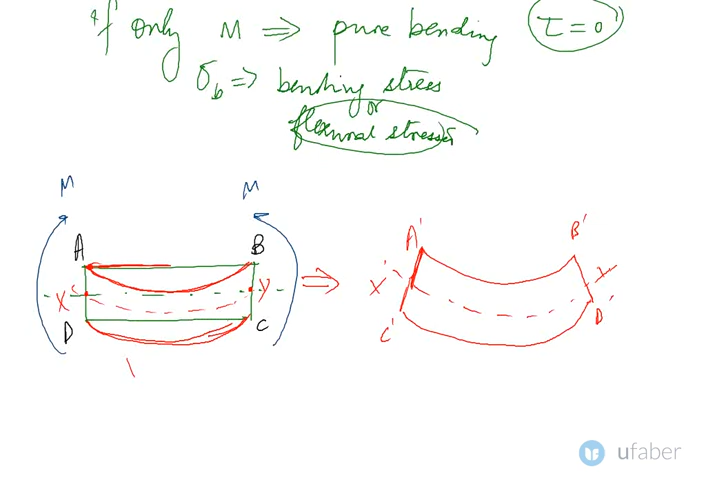 If only M ⇒ pure bending τ = 0
σb ⇒ bending stress
or
flexural stresses
M M
A B
X Y
D C
A' B'
X' Y'
C' D'
ufaber